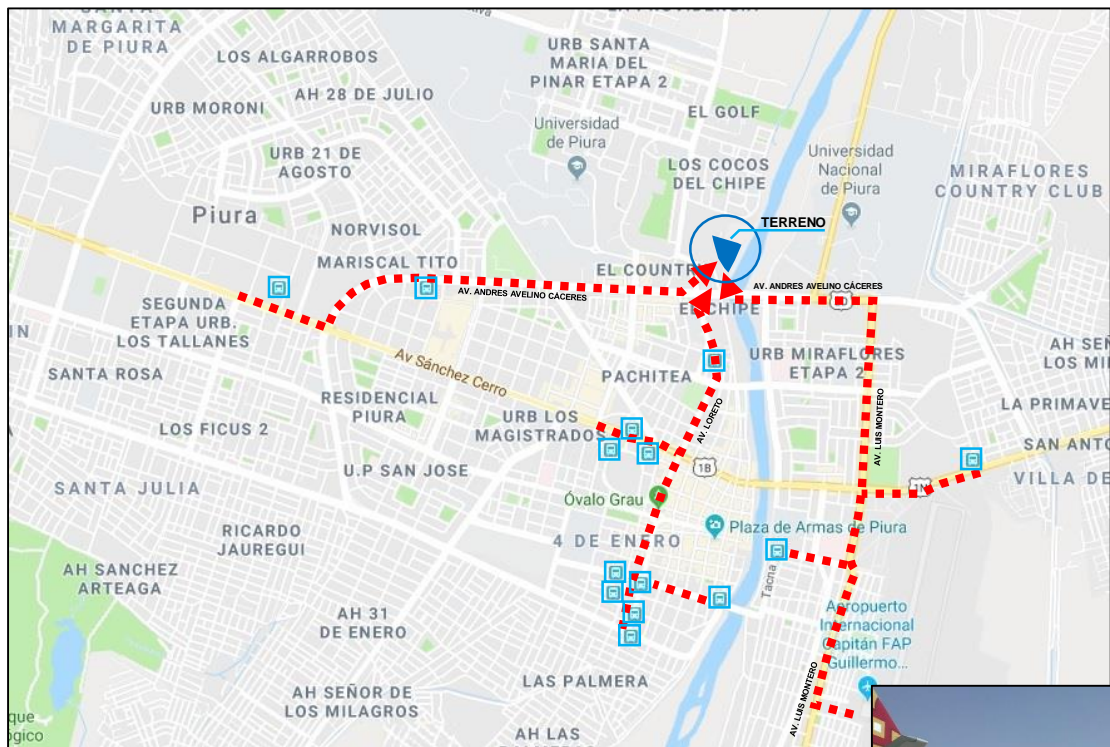 MARGARITA
DE PIURA
LOS ALGARROBOS
URB SANTA
MARIA DEL
PINAR ETAPA 2
URB MORONI
AH 28 DE JULIO
EL GOLF
Universidad
de Piura
Universidad
Nacional
de Piura
URB 21 DE
AGOSTO
LOS COCOS
DEL CHIPE
MIRAFLORES
COUNTRY CLUB
Piura
TERRENO
NORVISOL
MARISCAL TITO
EL COUNTR
AV. ANDRES AVELINO CÁCERES
AV. ANDRES AVELINO CÁCERES
SEGUNDA
ETAPA URB.
LOS TALLANES
EL CHIPE
IN
AH SEÑ
LOS MI
Av Sánchez Cerro
URB MIRAFLORES
ETAPA 2
SANTA ROSA
PACHITEA
RESIDENCIAL
PIURA
AV. LORETO
AV. LUIS MONTERO
LA PRIMAVE
URB LOS
MAGISTRADOS
LOS FICUS 2
SAN ANTO
U.P SAN JOSE
1B
VILLA DE
SANTA JULIA
1N
Óvalo Grau
Plaza de Armas de Piura
RICARDO
JAUREGUI
4 DE ENERO
AH SANCHEZ
ARTEAGA
Tacna
AH 31
DE ENERO
Aeropuerto
Internacional
Capitán FAP
Guillermo...
LAS PALMERA
AH SEÑOR DE
LOS MILAGROS
AV. LUIS MONTERO
que
ógico
AH LAS